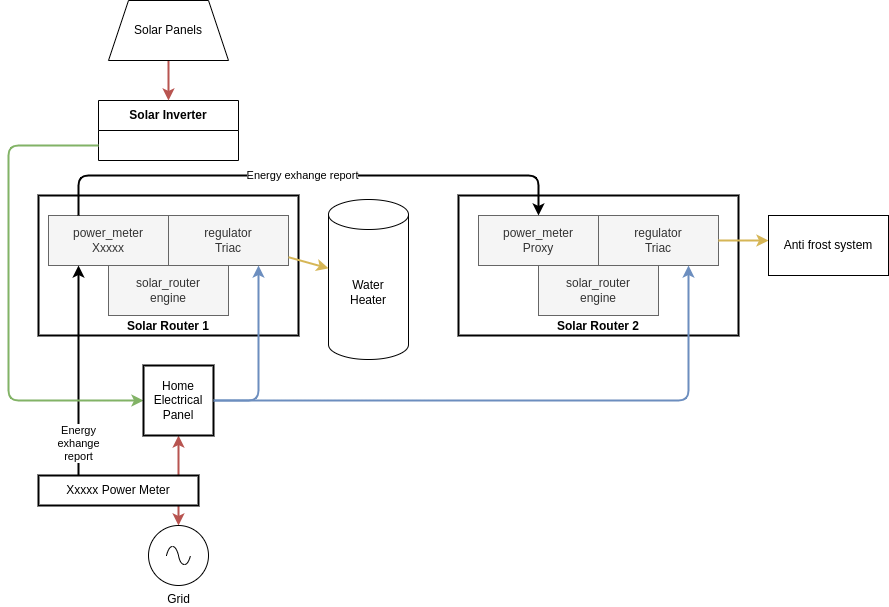 Solar Panels
Solar Inverter
Energy exhange report
power_meter
Xxxxx
regulator
Triac
solar_router
engine
Solar Router 1
Water
Heater
power_meter
Proxy
regulator
Triac
solar_router
engine
Solar Router 2
Anti frost system
Home
Electrical
Panel
Energy
exhange
report
Xxxxx Power Meter
Grid